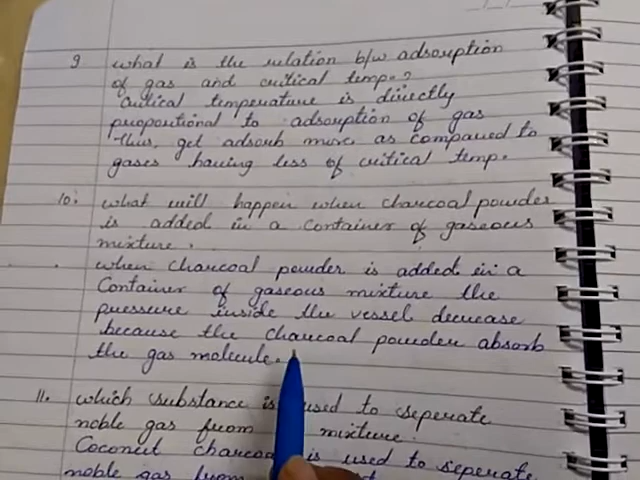 9 what is the relation b/w adsorption
of gas and critical temp.?
critical temperature is directly
proportional to adsorption of gas
thus, get adsorb more as compared to
gases having less of critical temp.
10. what will happen when charcoal powder
is added in a container of gaseous
mixture.
when charcoal powder is added in a
Container of gaseous mixture the
pressure inside the vessel decrease
because the charcoal powder absorb
the gas molecule.
11. which substance is used to seperate
noble gas from mixture.
Coconut charcoal is used to seperate
noble gas from